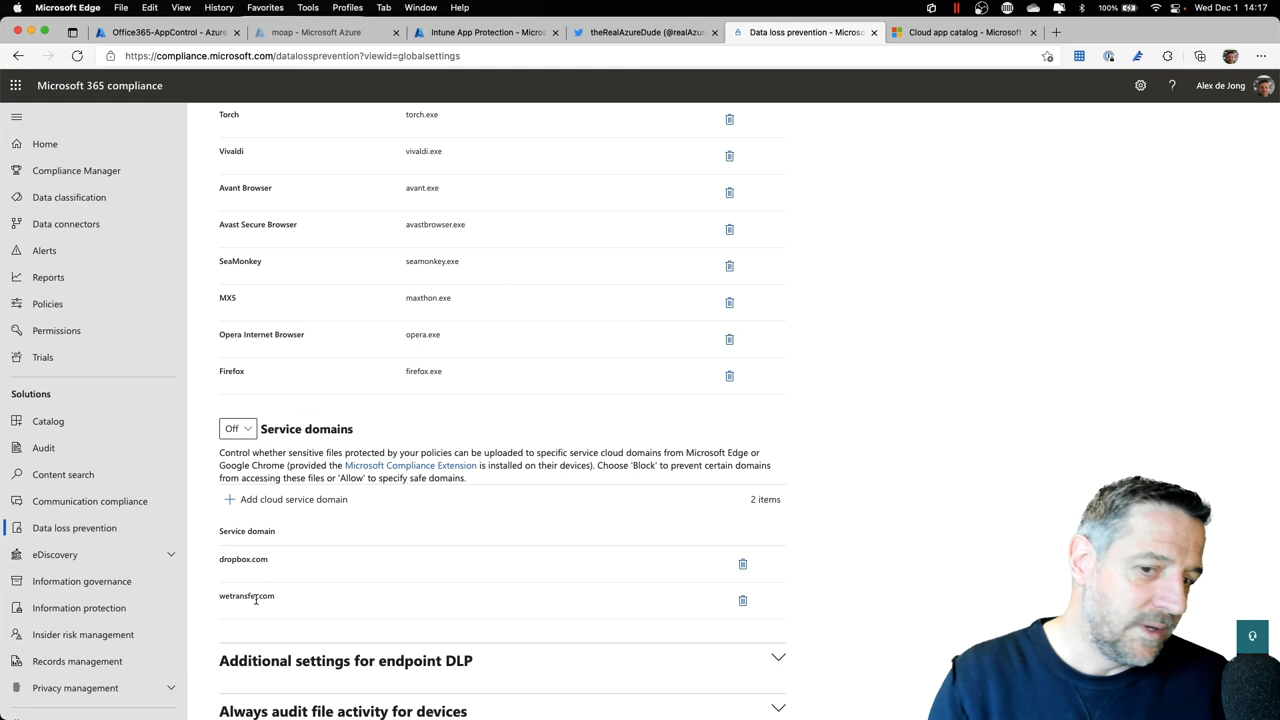 Microsoft Edge File Edit View History Favorites Tools Profiles Tab Window Help 100% Wed Dec 1 14:17
Office365-AppControl - Azure
moap - Microsoft Azure
Intune App Protection - Micros
theRealAzureDude (@realAzur
Data loss prevention - Microso
Cloud app catalog - Microsoft
https://compliance.microsoft.com/datalossprevention?viewid=globalsettings
Microsoft 365 compliance
Alex de Jong
Home
Compliance Manager
Data classification
Data connectors
Alerts
Reports
Policies
Permissions
Trials
Solutions
Catalog
Audit
Content search
Communication compliance
Data loss prevention
eDiscovery
Information governance
Information protection
Insider risk management
Records management
Privacy management
Torch torch.exe
Vivaldi vivaldi.exe
Avant Browser avant.exe
Avast Secure Browser avastbrowser.exe
SeaMonkey seamonkey.exe
MX5 maxthon.exe
Opera Internet Browser opera.exe
Firefox firefox.exe
Off Service domains
Control whether sensitive files protected by your policies can be uploaded to specific service cloud domains from Microsoft Edge or
Google Chrome (provided the Microsoft Compliance Extension is installed on their devices). Choose 'Block' to prevent certain domains
from accessing these files or 'Allow' to specify safe domains.
Add cloud service domain 2 items
Service domain
dropbox.com
wetransfer.com
Additional settings for endpoint DLP
Always audit file activity for devices